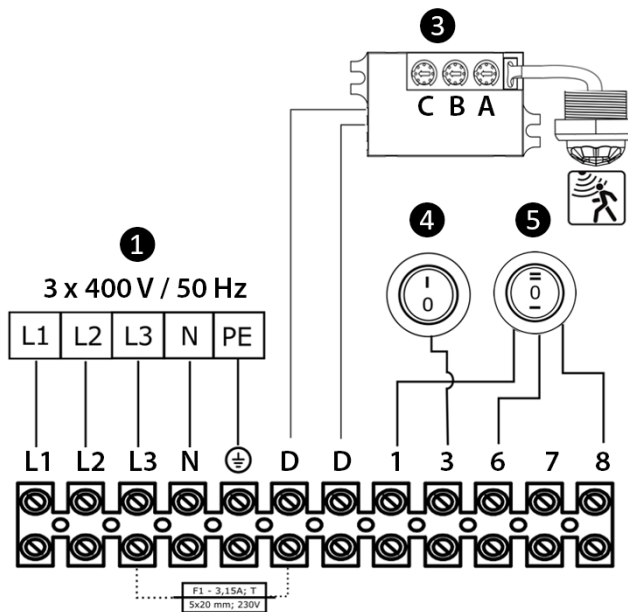 3
C B A
4 5
1
3 x 400 V / 50 Hz
I
0
II
0
I
L1 L2 L3 N PE
L1 L2 L3 N D D 1 3 6 7 8
F1 - 3,15A; T
5x20 mm; 230V